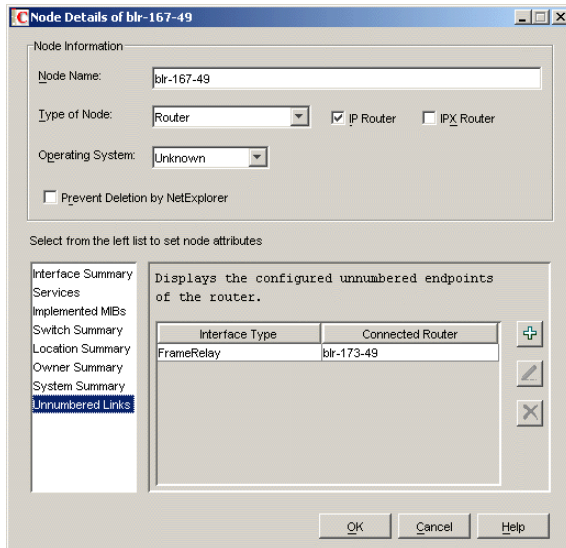 Node Details of blr-167-49
Node Information
Node Name: blr-167-49
Type of Node: Router IP Router IPX Router
Operating System: Unknown
Prevent Deletion by NetExplorer
Select from the left list to set node attributes
Interface Summary
Services
Implemented MIBs
Switch Summary
Location Summary
Owner Summary
System Summary
Unnumbered Links
Displays the configured unnumbered endpoints
of the router.
Interface Type Connected Router
FrameRelay blr-173-49
OK Cancel Help